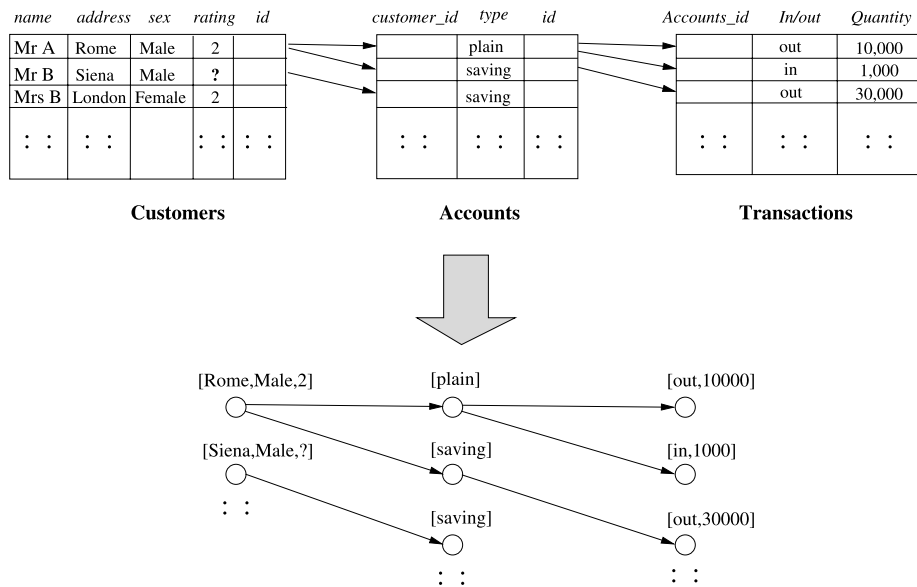 name address sex rating id customer_id type id Accounts_id In/out Quantity
Mr A Rome Male 2 plain out 10,000
Mr B Siena Male ? saving in 1,000
Mrs B London Female 2 saving out 30,000
: : : : : : : : : : : : : : : : : :
Customers Accounts Transactions
[Rome,Male,2] [plain] [out,10000]
[Siena,Male,?] [saving] [in,1000]
: : [saving] [out,30000]
: : : :